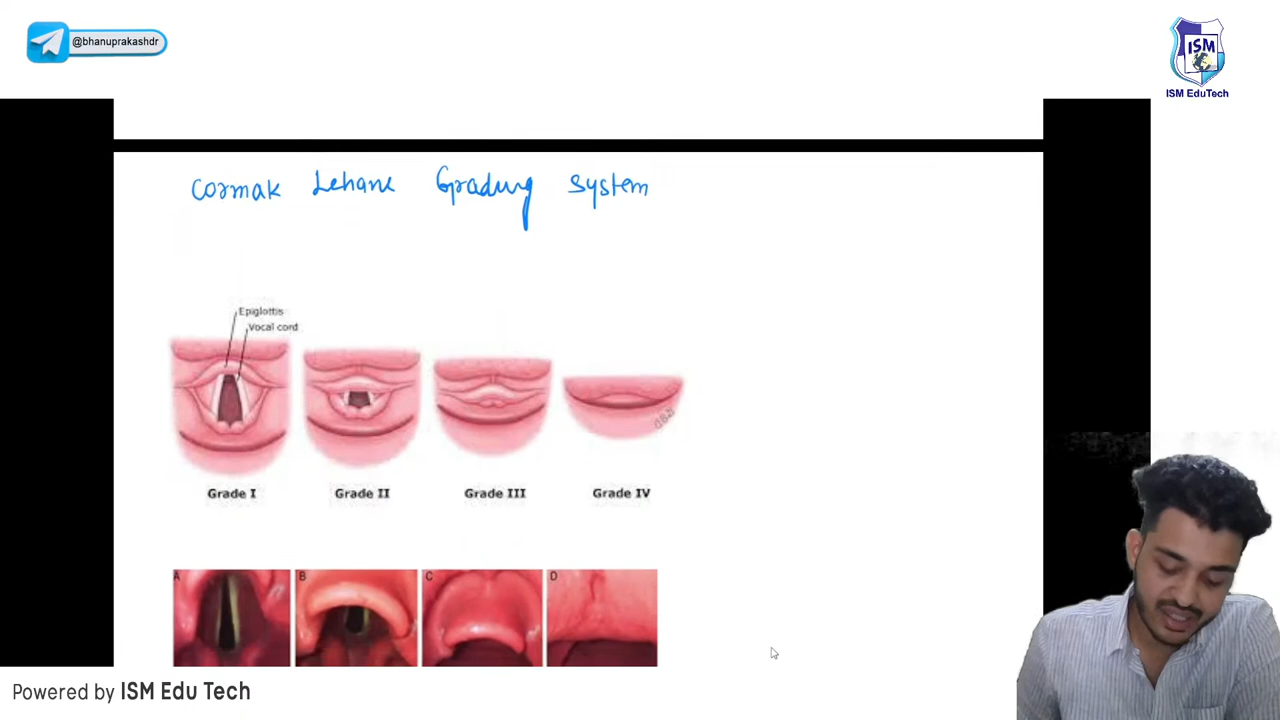 @bhanuprakashdr
ISM
ISM EduTech
Cormak Lehane Grading System
Epiglottis
Vocal cord
Grade I Grade II Grade III Grade IV
A B C D
Powered by ISM Edu Tech